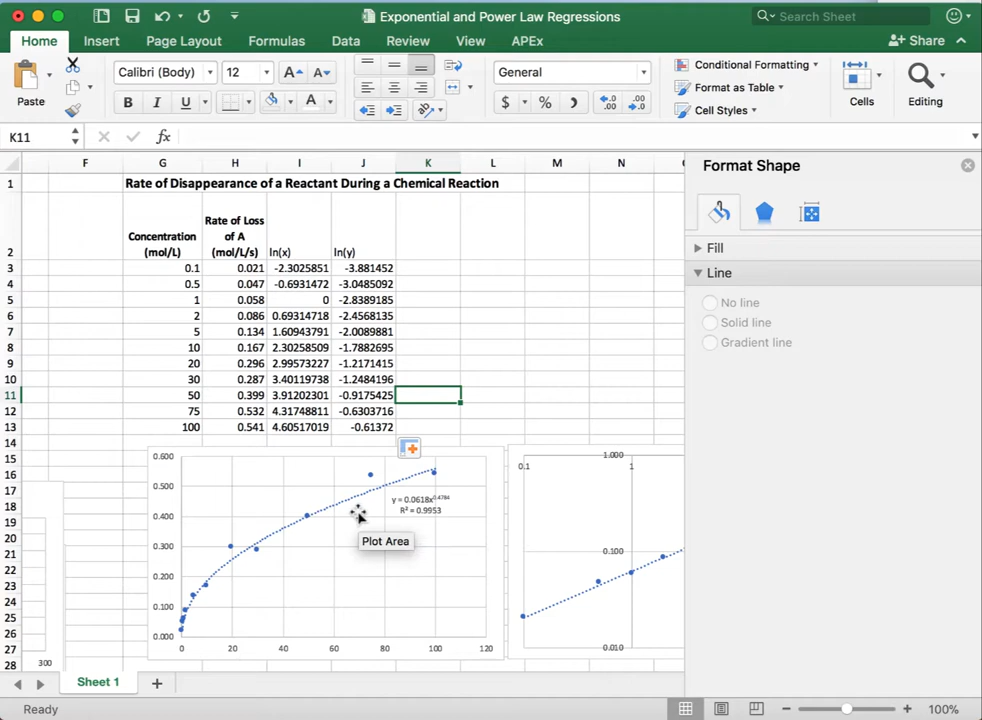 Exponential and Power Law Regressions
Search Sheet
Home Insert Page Layout Formulas Data Review View APEx Share
Paste
Calibri (Body) 12
B I U A
General
$ % )
Conditional Formatting
Format as Table
Cell Styles
Cells
Editing
K11 fx
F G H I J K L M N
1 Rate of Disappearance of a Reactant During a Chemical Reaction
2 Concentration (mol/L) Rate of Loss of A (mol/L/s) ln(x) ln(y)
3 0.1 0.021 -2.3025851 -3.881452
4 0.5 0.047 -0.6931472 -3.0485092
5 1 0.058 0 -2.8389185
6 2 0.086 0.69314718 -2.4568135
7 5 0.134 1.60943791 -2.0089881
8 10 0.167 2.30258509 -1.7892695
9 20 0.296 2.99573227 -1.2171415
10 30 0.287 3.40119738 -1.2484196
11 50 0.399 3.91202301 -0.9175425
12 75 0.532 4.31748811 -0.6303716
13 100 0.541 4.60517019 -0.61372
14
15
16
17
18
19
20
21
22
23
24
25
26
27
28
300
0.600
0.500
0.400
0.300
0.200
0.100
0.000
0 20 40 60 80 100 120
y = 0.0618x^0.4784
R² = 0.9953
Plot Area
1.000
0.1 1
0.100
0.010
Format Shape
Fill
Line
No line
Solid line
Gradient line
Sheet 1
Ready
100%